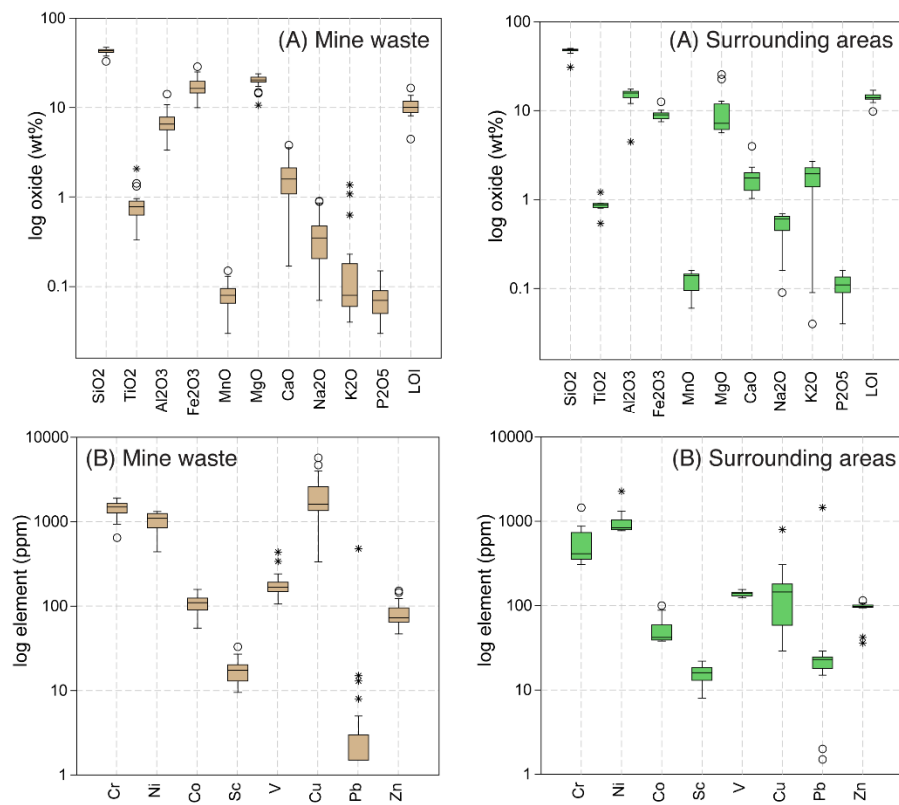 (A) Mine waste
log oxide (wt%)
100
10
1
0.1
SiO2
TiO2
Al2O3
Fe2O3
MnO
MgO
CaO
Na2O
K2O
P2O5
LOI
(A) Surrounding areas
log oxide (wt%)
100
10
1
0.1
SiO2
TiO2
Al2O3
Fe2O3
MnO
MgO
CaO
Na2O
K2O
P2O5
LOI
(B) Mine waste
log element (ppm)
10000
1000
100
10
1
Cr
Ni
Co
Sc
V
Cu
Pb
Zn
(B) Surrounding areas
log element (ppm)
10000
1000
100
10
1
Cr
Ni
Co
Sc
V
Cu
Pb
Zn